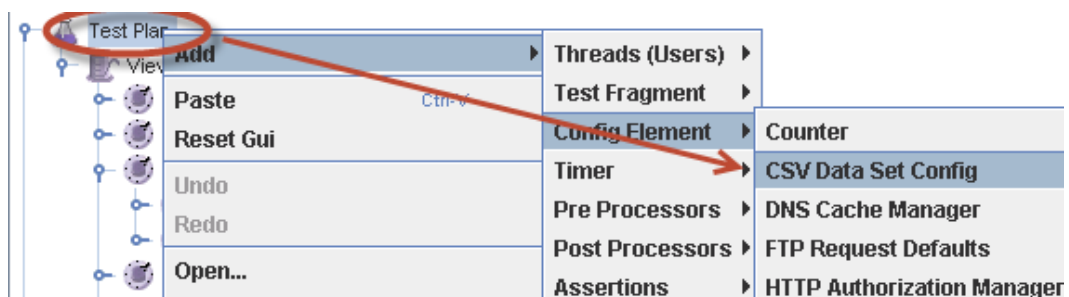 Test Plan
View
Add
Paste Ctrl-V
Reset Gui
Undo
Redo
Open...
Threads (Users)
Test Fragment
Config Element
Timer
Pre Processors
Post Processors
Assertions
Counter
CSV Data Set Config
DNS Cache Manager
FTP Request Defaults
HTTP Authorization Manager